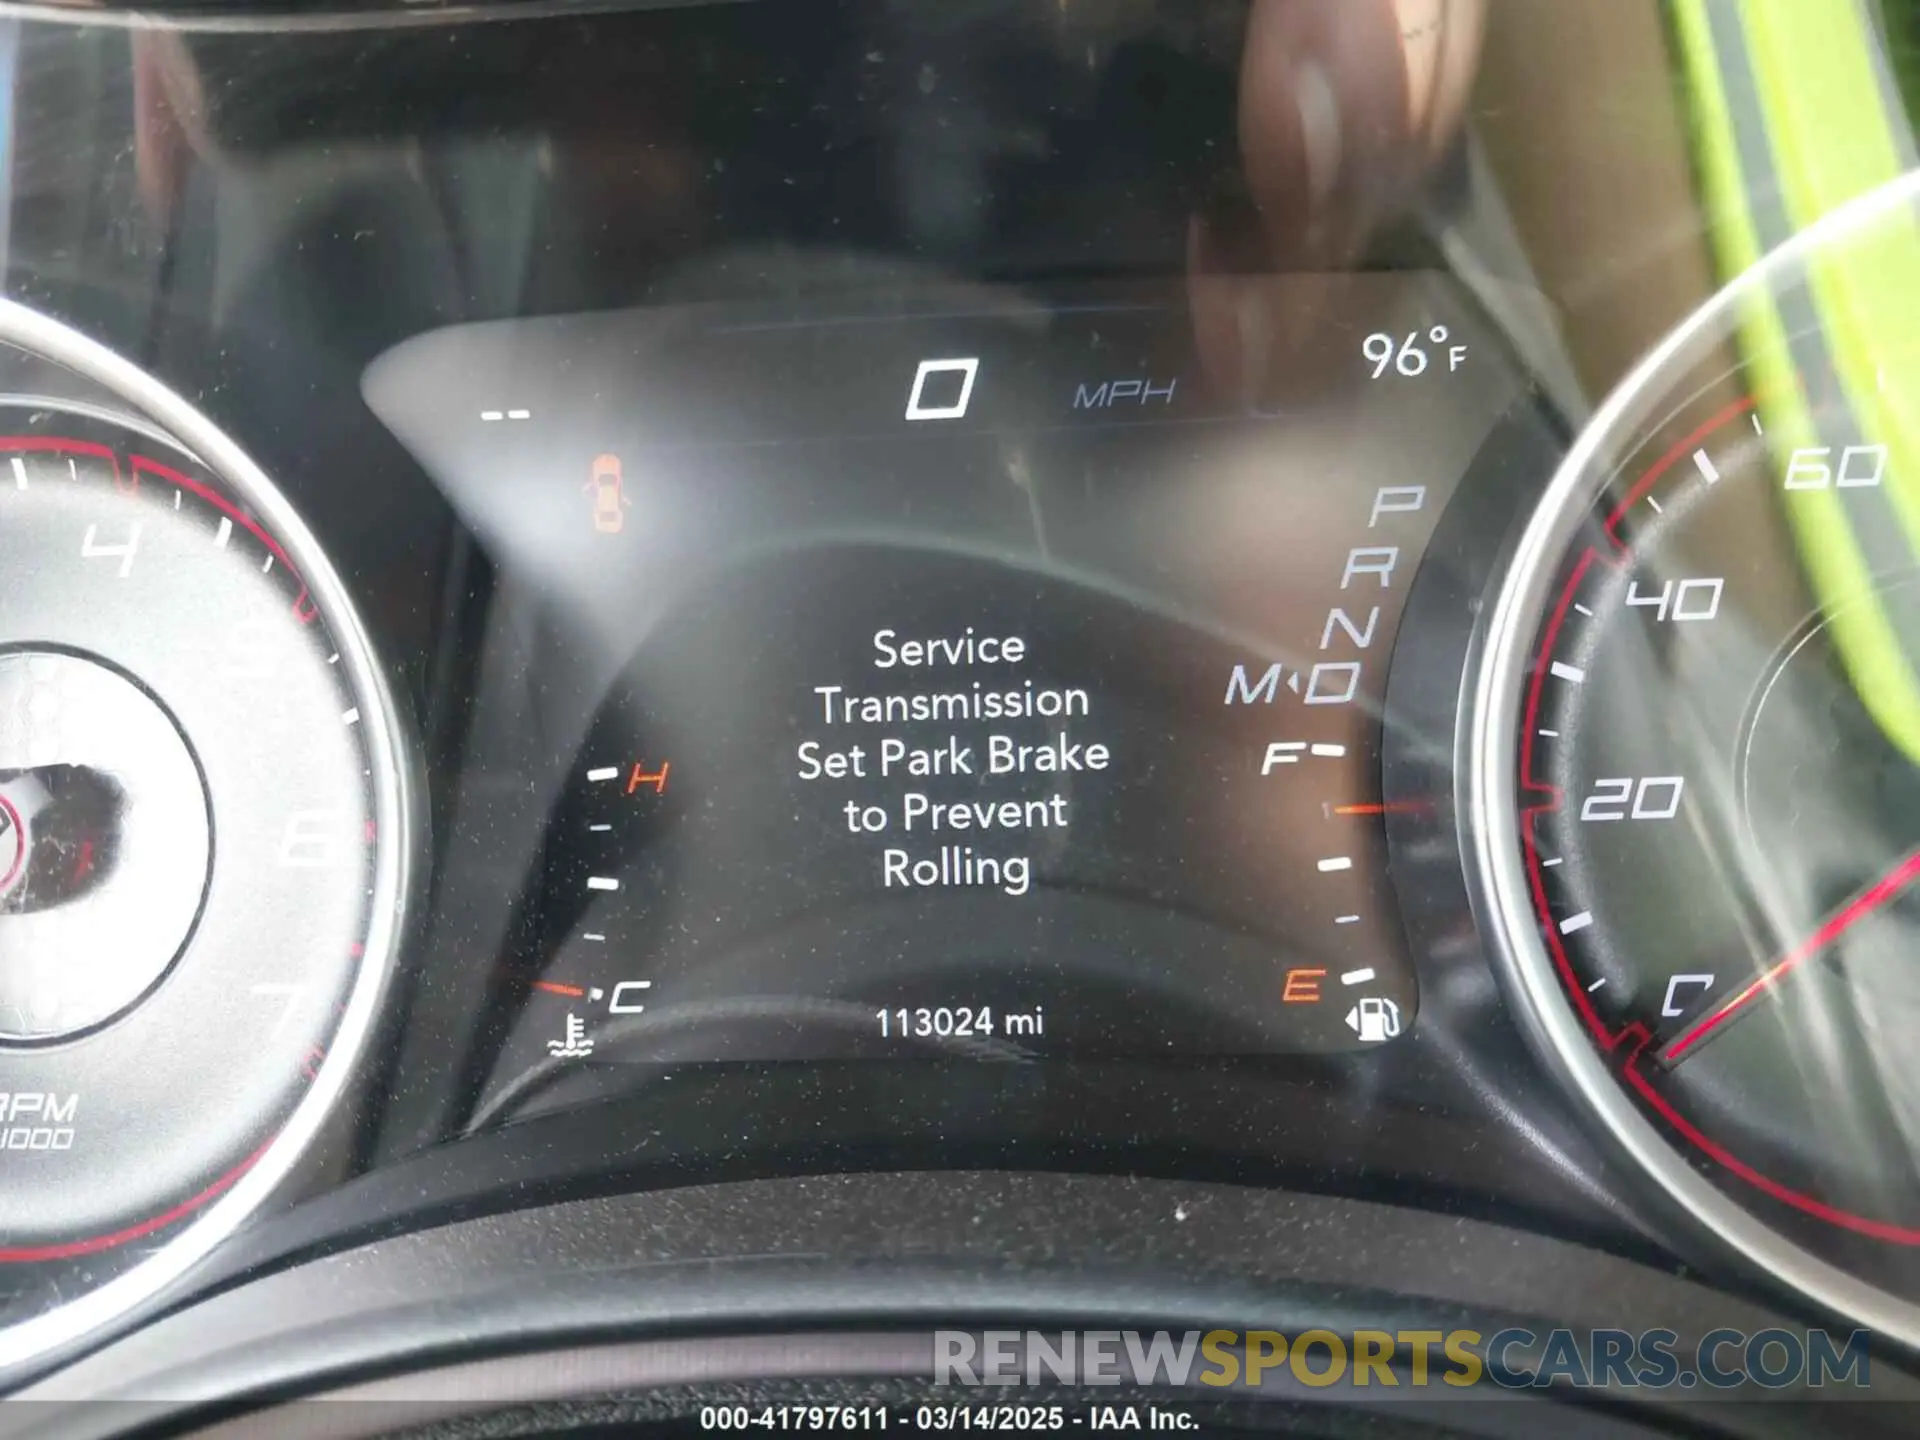 96°F
0 MPH
--
P
R
N
M D
Service
Transmission
Set Park Brake
to Prevent
Rolling
H
C
F
E
113024 mi
4
6
7
RPM
1000
60
40
20
0
RENEWSPORTSCARS.COM
000-41797611 - 03/14/2025 - IAA Inc.